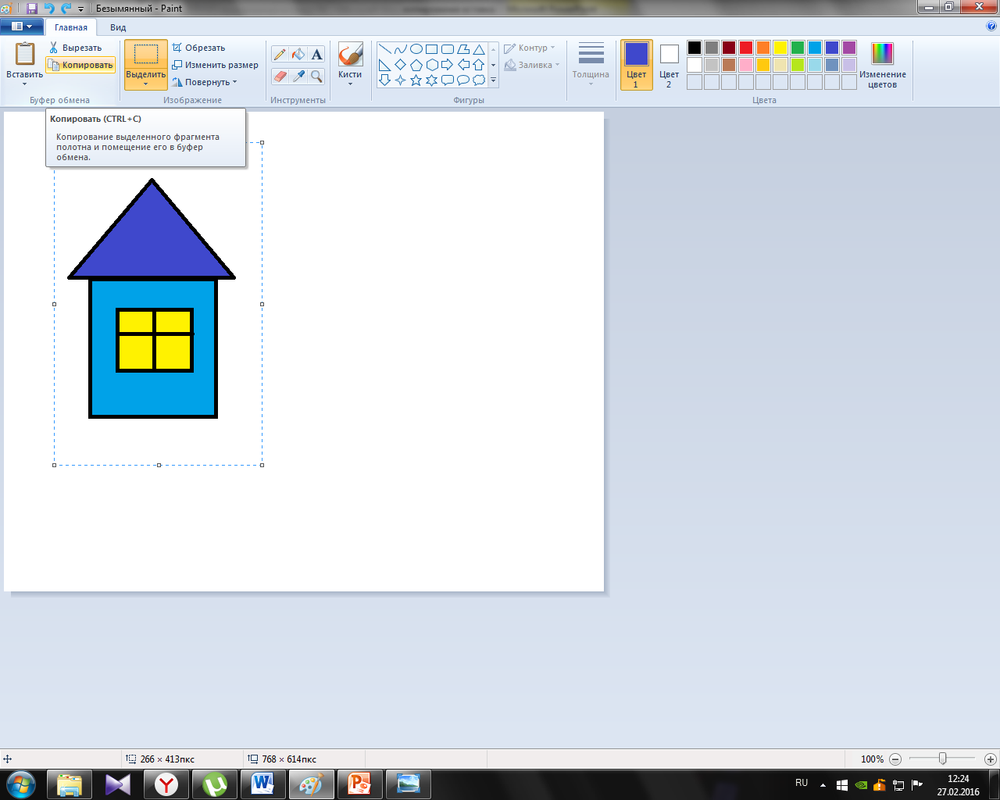 Безымянный - Paint
Главная
Вид
Вставить
Вырезать
Копировать
Буфер обмена
Выделить
Обрезать
Изменить размер
Повернуть
Изображение
A
Инструменты
Кисти
Контур
Заливка
Фигуры
Толщина
Цвет
1
Цвет
2
Изменение
цветов
Цвета
Копировать (CTRL+C)
Копирование выделенного фрагмента
полотна и помещение его в буфер
обмена.
266 × 413пкс
768 × 614пкс
100%
RU
12:24
27.02.2016